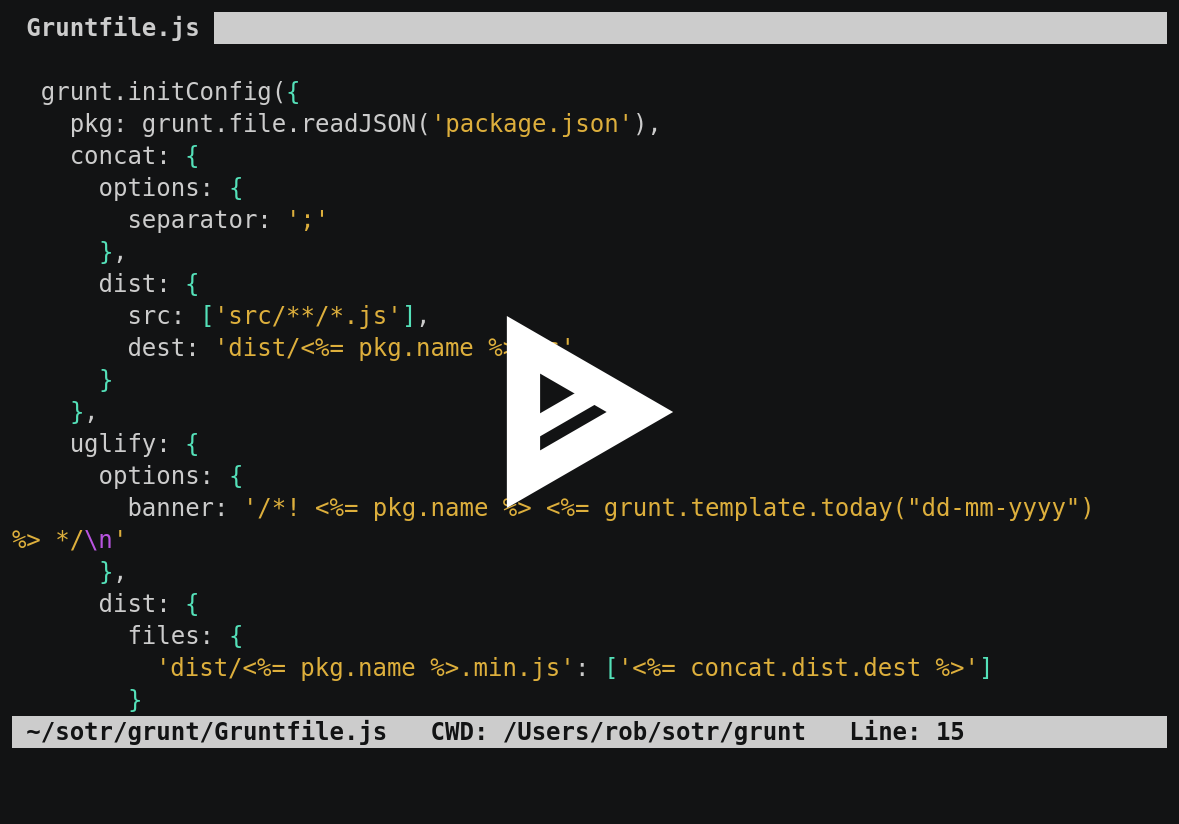 Gruntfile.js
grunt.initConfig({
pkg: grunt.file.readJSON('package.json'),
concat: {
options: {
separator: ';'
},
dist: {
src: ['src/**/*.js'],
dest: 'dist/<%= pkg.name
}
},
uglify: {
options: {
banner: '/*! <%= pkg.name %> <%= grunt.template.today("dd-mm-yyyy")
%> */\n'
},
dist: {
files: {
'dist/<%= pkg.name %>.min.js': ['<%= concat.dist.dest %>']
}
~/sotr/grunt/Gruntfile.js CWD: /Users/rob/sotr/grunt Line: 15